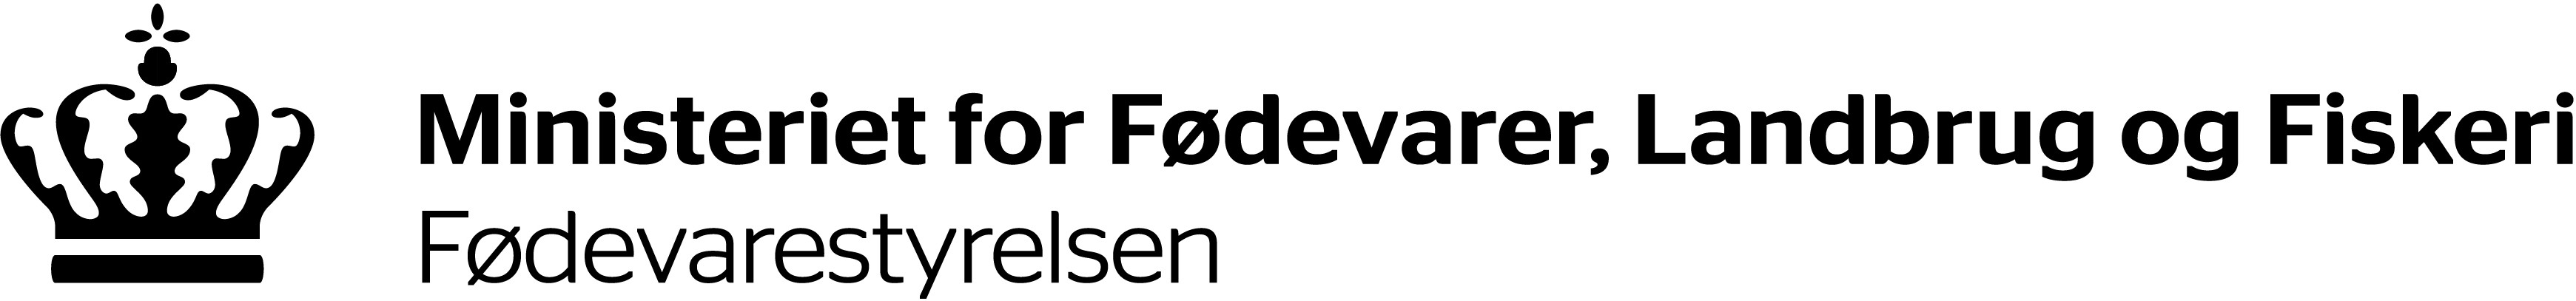 Ministeriet for Fødevarer, Landbrug og Fiskeri
Fødevarestyrelsen